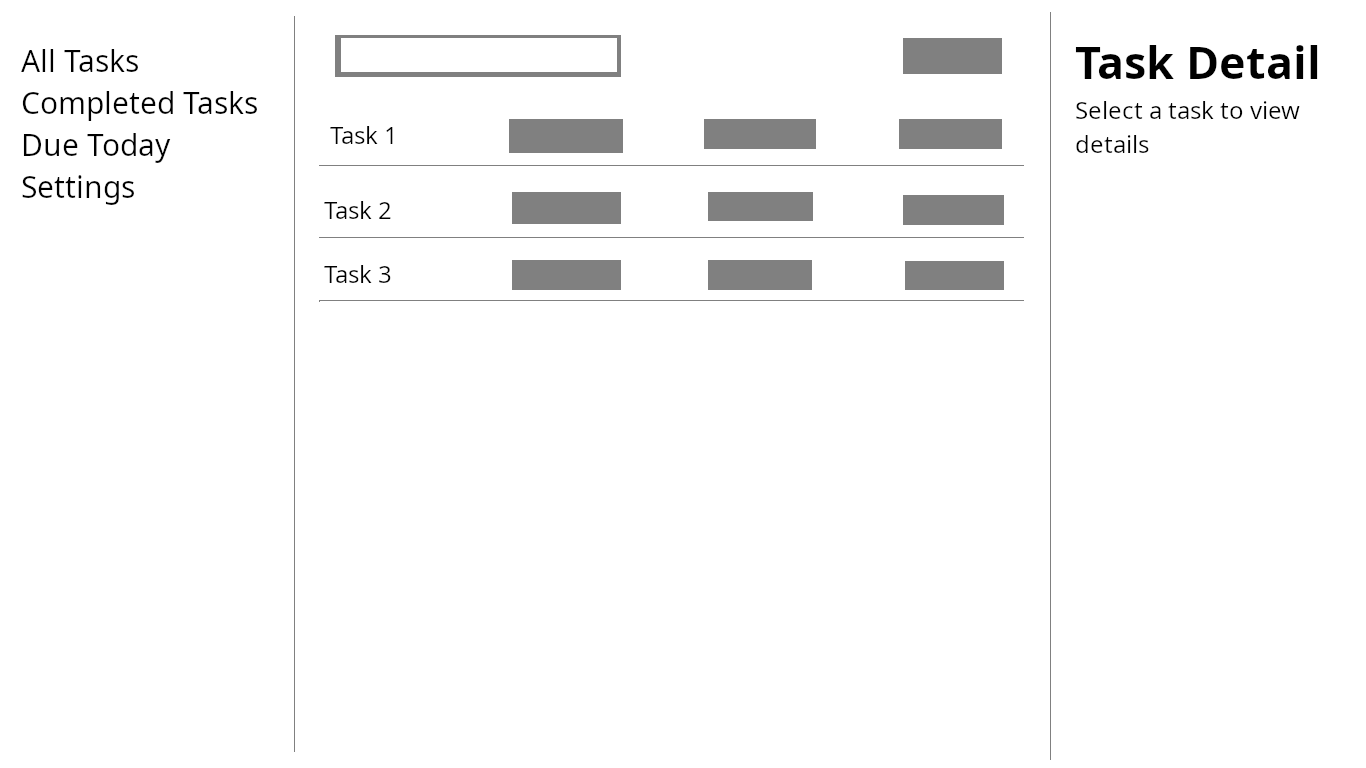 All Tasks
Completed Tasks
Due Today
Settings
Task 1
Task 2
Task 3
Task Detail
Select a task to view
details